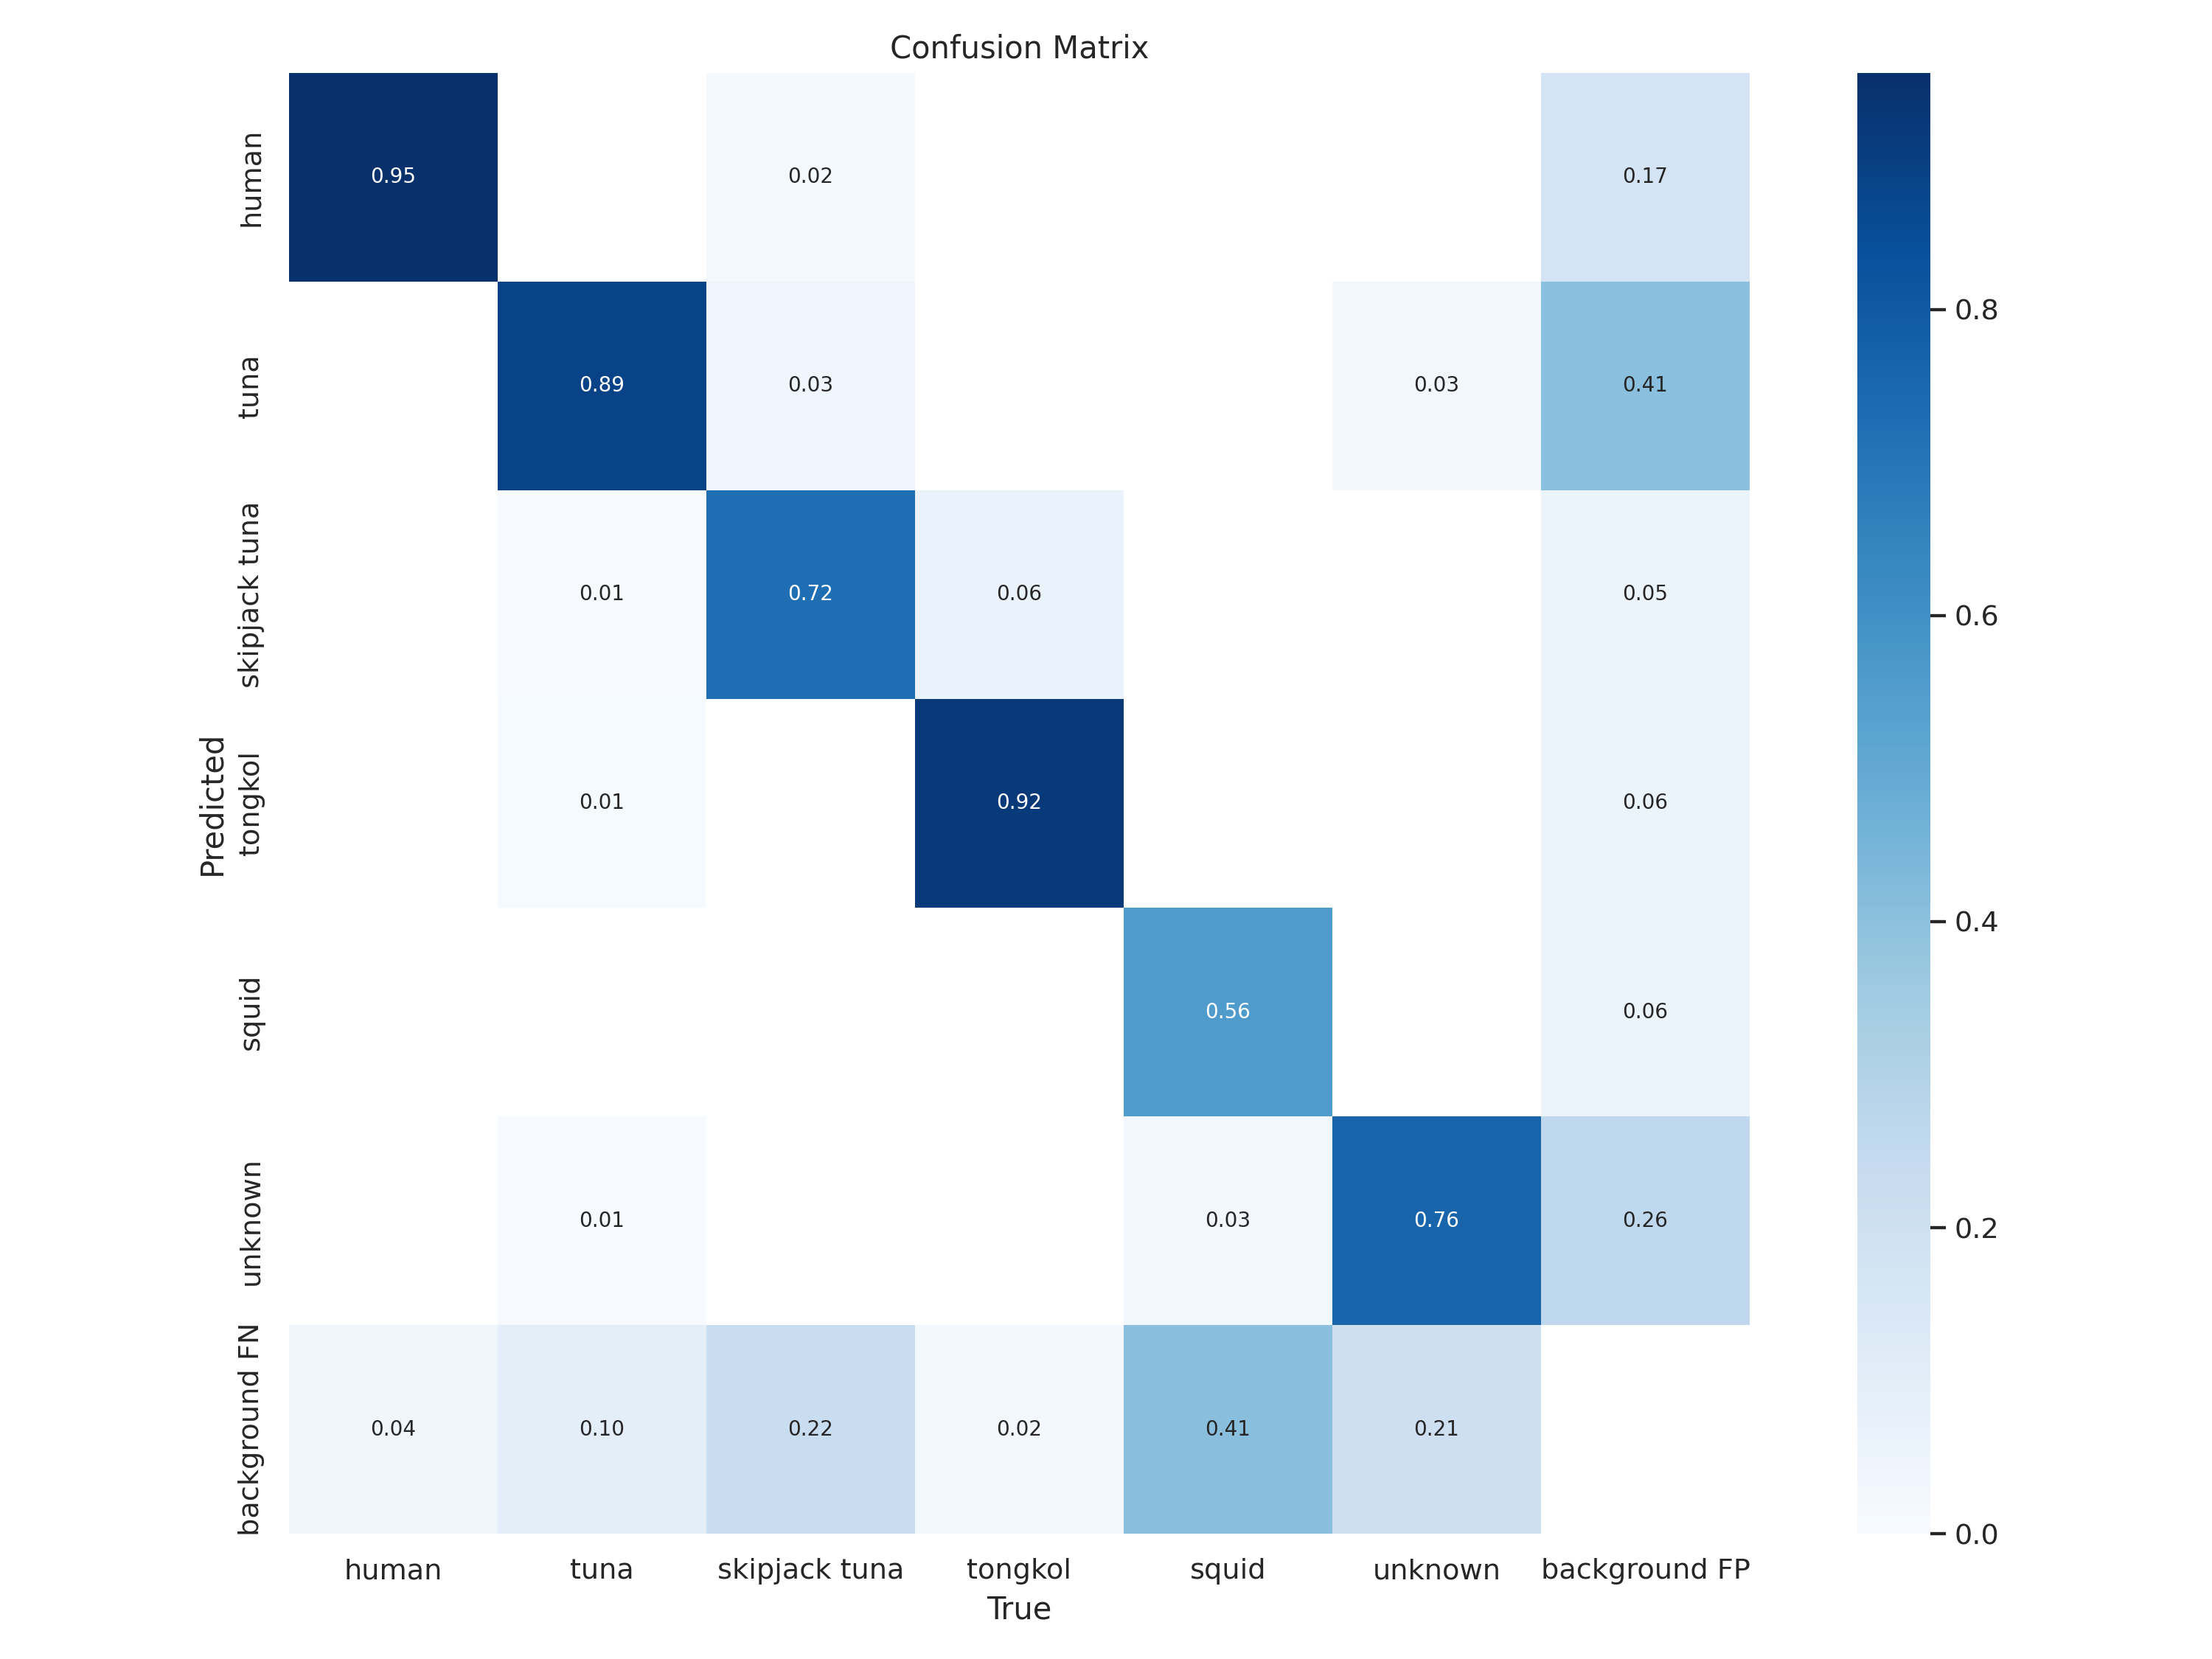 Confusion Matrix
human
0.95
0.02
0.17
tuna
0.89
0.03
0.03
0.41
skipjack tuna
0.01
0.72
0.06
0.05
tongkol
0.01
0.92
0.06
squid
0.56
0.06
unknown
0.01
0.03
0.76
0.26
background FN
0.04
0.10
0.22
0.02
0.41
0.21
Predicted
human
tuna
skipjack tuna
tongkol
squid
unknown
background FP
True
0.8
0.6
0.4
0.2
0.0